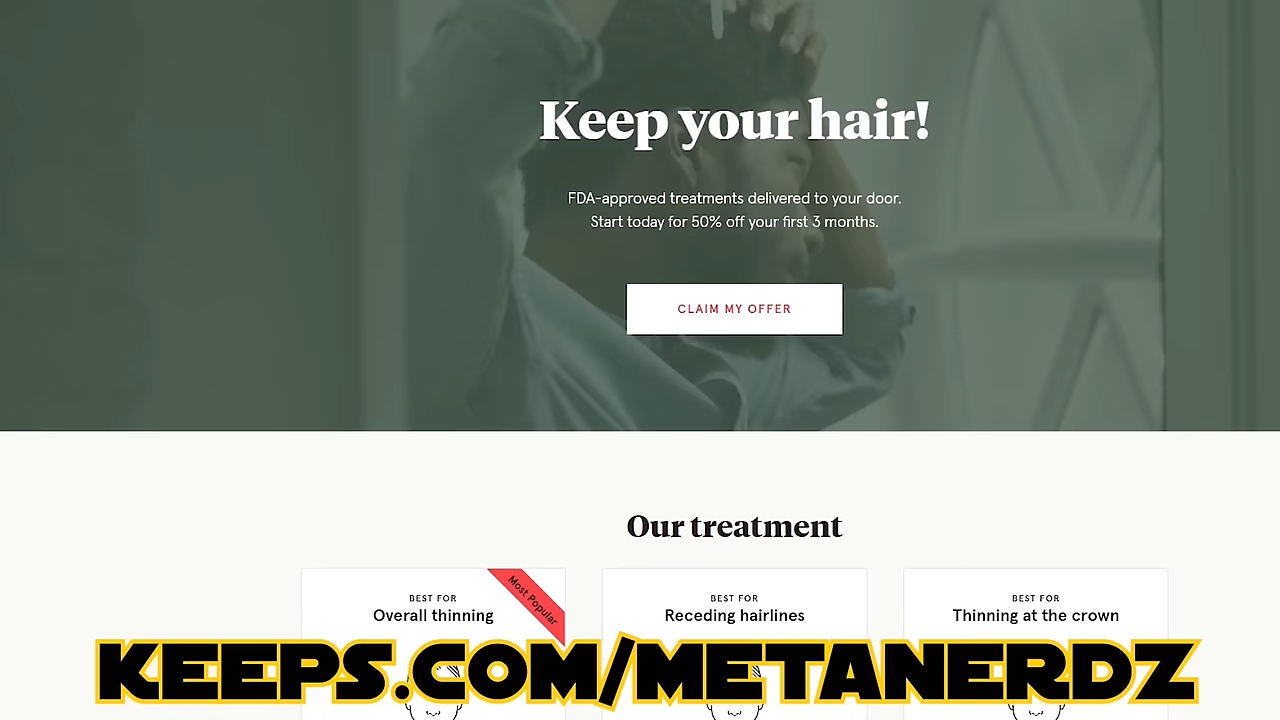 Keep your hair!
FDA-approved treatments delivered to your door.
Start today for 50% off your first 3 months.
CLAIM MY OFFER
Our treatment
Most Popular
BEST FOR
Overall thinning
BEST FOR
Receding hairlines
BEST FOR
Thinning at the crown
KEEPS.COM/METANERDZ